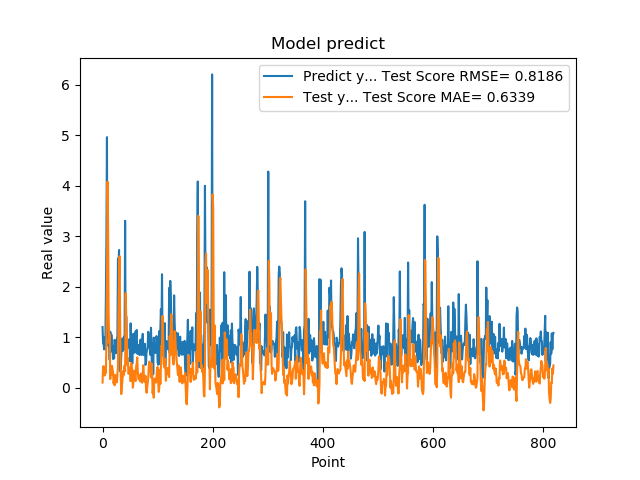 Model predict
Predict y... Test Score RMSE= 0.8186
Test y... Test Score MAE= 0.6339
6
5
4
3
2
1
0
Real value
0 200 400 600 800
Point